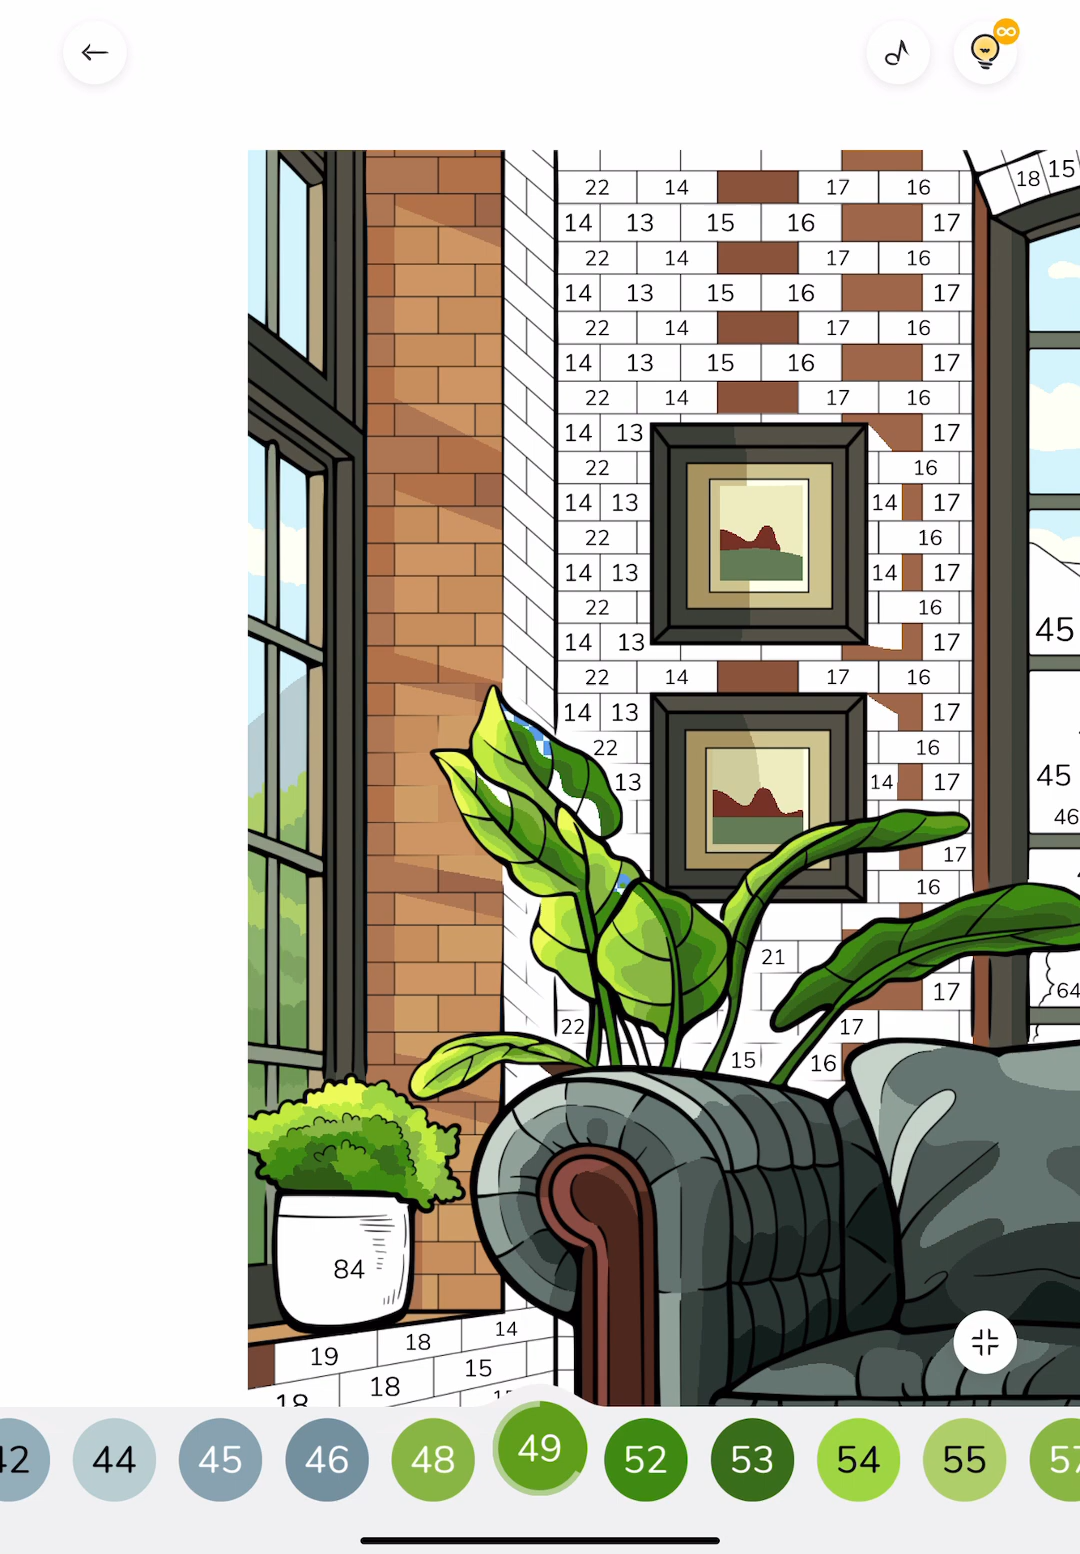 ∞
18 15
22 14 17 16
14 13 15 16 17
22 14 17 16
14 13 15 16 17
22 14 17 16
14 13 15 16 17
22 14 17 16
14 13 17
22 16
14 13 14 17
22 16
14 13 14 17
22 16
14 13 17
45
22 14 17 16
14 13 17
22 16
13 14 17
45
46
17
16
21
17
64
22 17
15 16
84
14
18
19
15
18
18
42 44 45 46 48 49 52 53 54 55 57